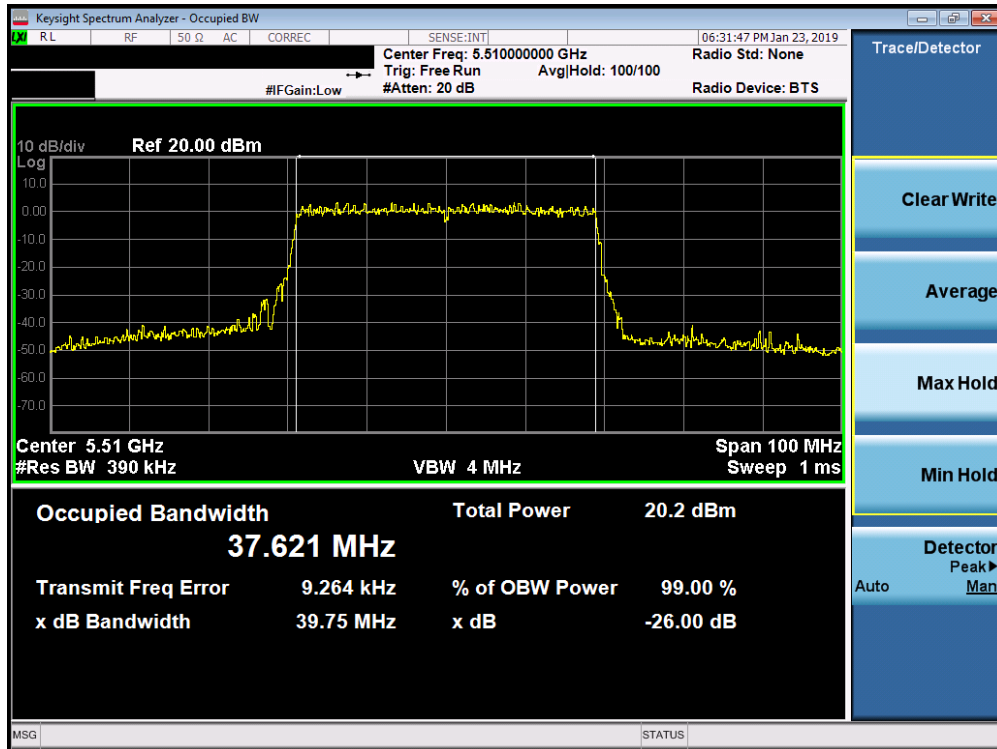 Keysight Spectrum Analyzer - Occupied BW
LXI RL RF 50 Ω AC CORREC SENSE:INT 06:31:47 PM Jan 23, 2019
Center Freq: 5.510000000 GHz Radio Std: None
Trig: Free Run Avg|Hold: 100/100
#IFGain:Low #Atten: 20 dB Radio Device: BTS
10 dB/div Ref 20.00 dBm
Log
10.0
0.00
-10.0
-20.0
-30.0
-40.0
-50.0
-60.0
-70.0
Center 5.51 GHz Span 100 MHz
#Res BW 390 kHz VBW 4 MHz Sweep 1 ms
Occupied Bandwidth Total Power 20.2 dBm
37.621 MHz
Transmit Freq Error 9.264 kHz % of OBW Power 99.00 %
x dB Bandwidth 39.75 MHz x dB -26.00 dB
MSG STATUS
Trace/Detector
Clear Write
Average
Max Hold
Min Hold
Detector
Peak▶
Auto Man